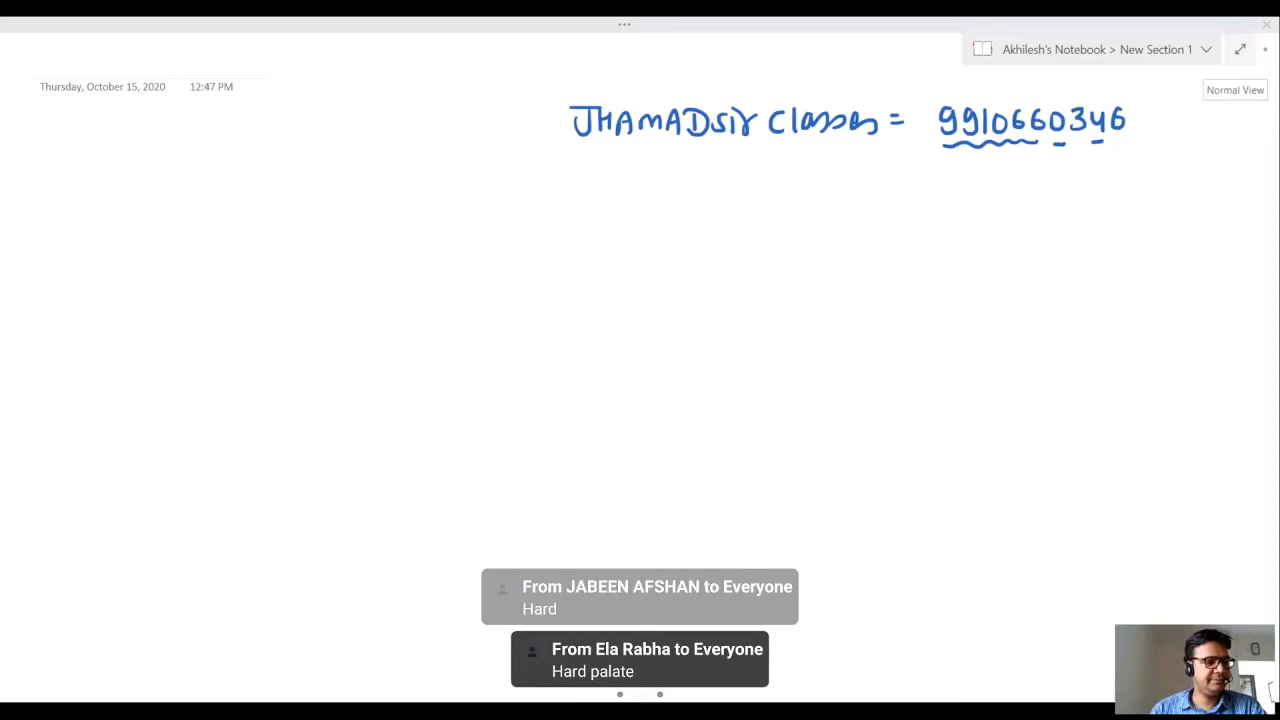 Akhilesh's Notebook > New Section 1
Thursday, October 15, 2020 12:47 PM
Normal View
JHAMADSir Classes = 9910660346
From JABEEN AFSHAN to Everyone
Hard
From Ela Rabha to Everyone
Hard palate